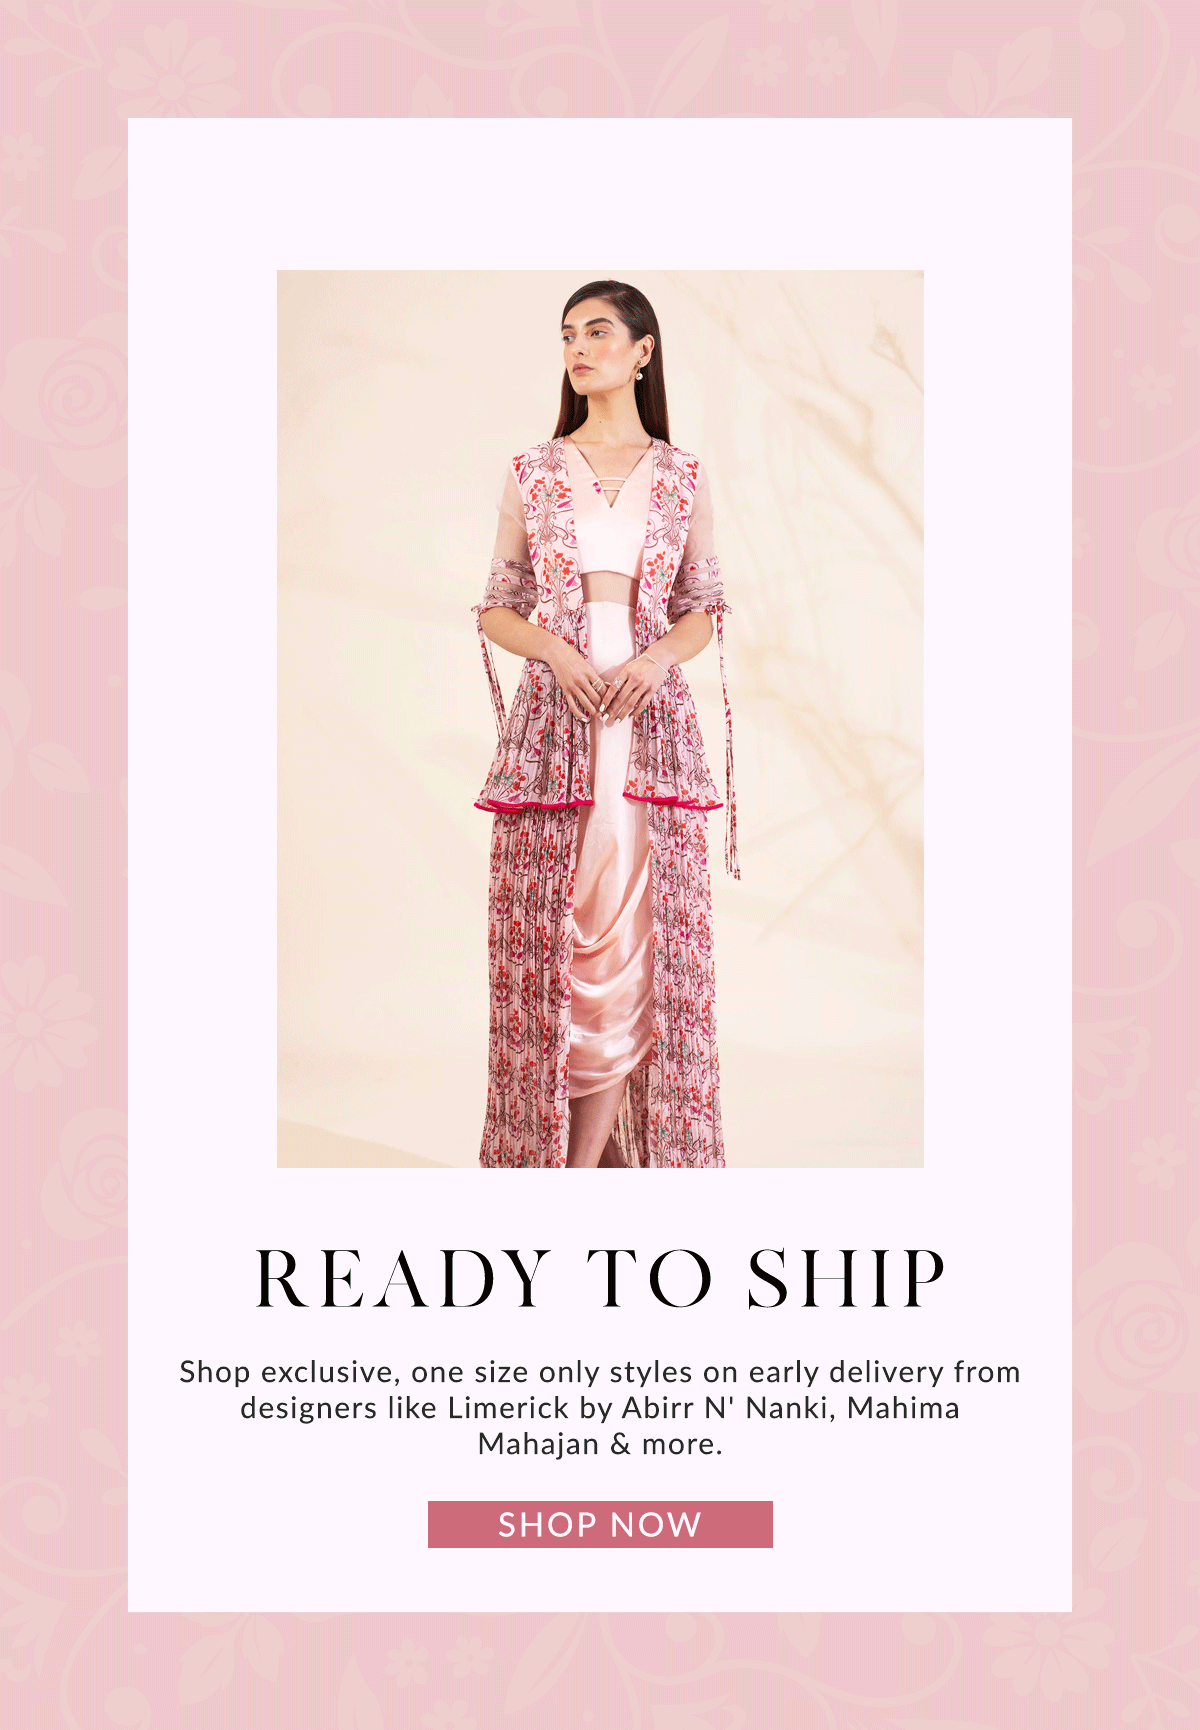 READY TO SHIP
Shop exclusive, one size only styles on early delivery from
designers like Limerick by Abirr N' Nanki, Mahima
Mahajan & more.
SHOP NOW